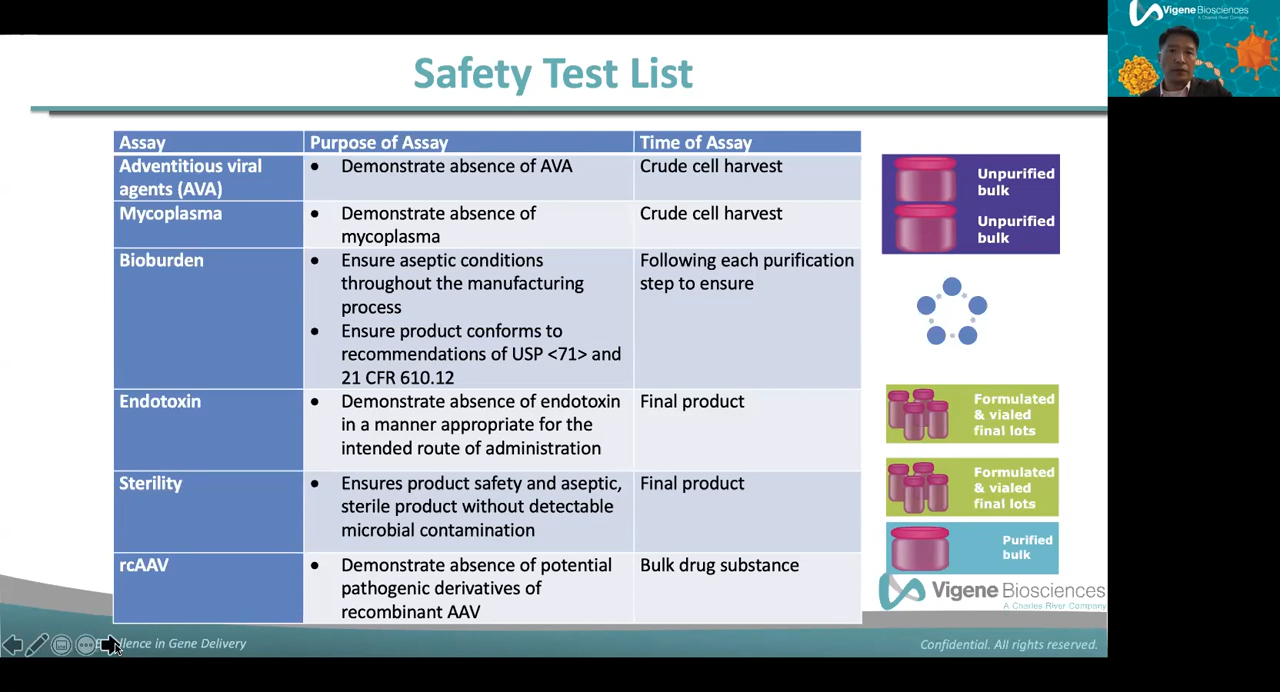 Vigene Biosciences
A Charles River Company
Safety Test List
Assay
Purpose of Assay
Time of Assay
Adventitious viral
agents (AVA)
• Demonstrate absence of AVA
Crude cell harvest
Unpurified
bulk
Mycoplasma
• Demonstrate absence of
mycoplasma
Crude cell harvest
Unpurified
bulk
Bioburden
• Ensure aseptic conditions
throughout the manufacturing
process
• Ensure product conforms to
recommendations of USP <71> and
21 CFR 610.12
Following each purification
step to ensure
Endotoxin
• Demonstrate absence of endotoxin
in a manner appropriate for the
intended route of administration
Final product
Formulated
& vialed
final lots
Sterility
• Ensures product safety and aseptic,
sterile product without detectable
microbial contamination
Final product
Formulated
& vialed
final lots
rcAAV
• Demonstrate absence of potential
pathogenic derivatives of
recombinant AAV
Bulk drug substance
Purified
bulk
Vigene Biosciences
A Charles River Company
lence in Gene Delivery
Confidential. All rights reserved.